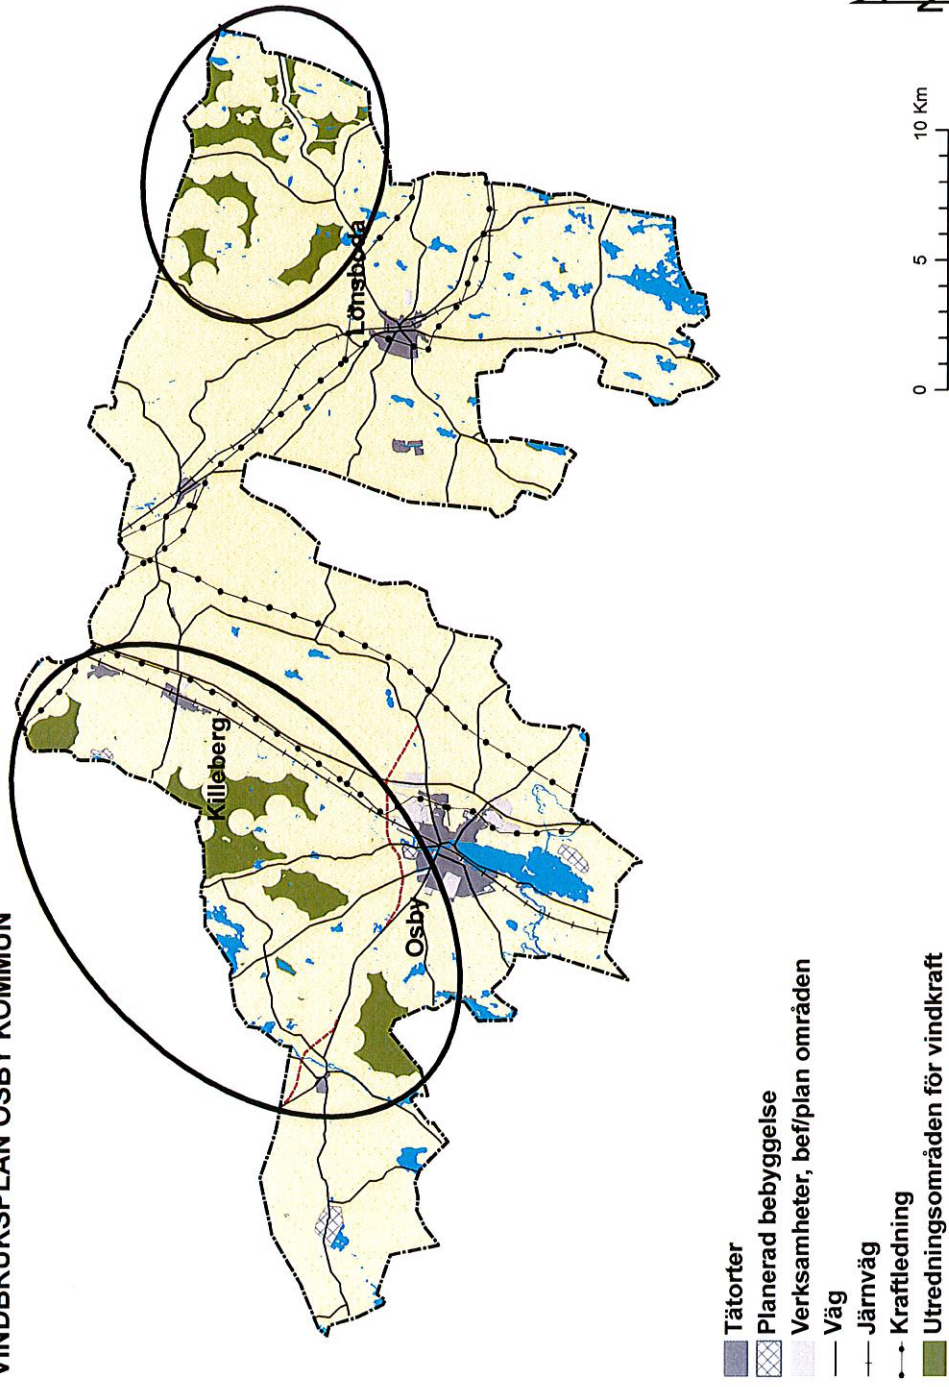 VINDBRUKSPLAN OSBY KOMMUN
Killeberg
Lönsboda
Osby
Tätorter
Planerad bebyggelse
Verksamheter, bef/plan områden
Väg
Järnväg
Kraftledning
Utredningsområden för vindkraft
0 5 10 Km
N